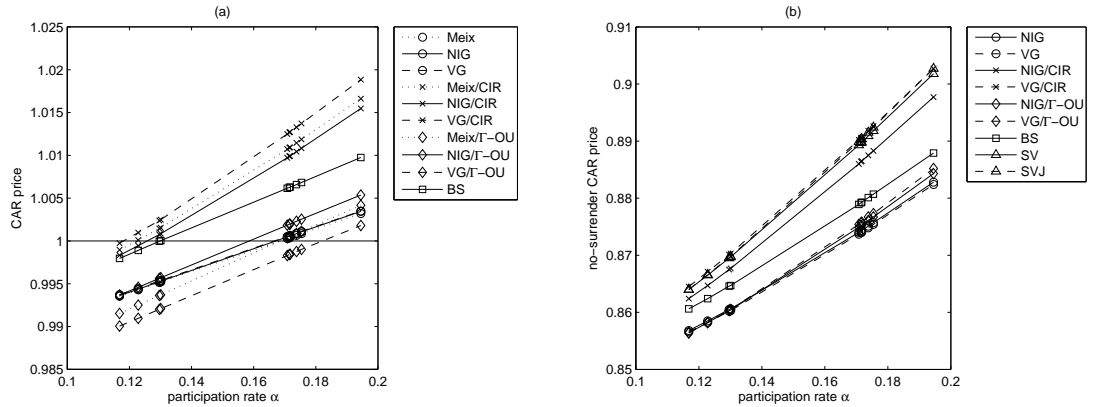 (a)
CAR price
1.025
1.02
1.015
1.01
1.005
1
0.995
0.99
0.985
0.1
0.12
0.14
0.16
0.18
0.2
participation rate α
Meix
NIG
VG
Meix/CIR
NIG/CIR
VG/CIR
Meix/Γ−OU
NIG/Γ−OU
VG/Γ−OU
BS
(b)
no−surrender CAR price
0.91
0.9
0.89
0.88
0.87
0.86
0.85
0.1
0.12
0.14
0.16
0.18
0.2
participation rate α
NIG
VG
NIG/CIR
VG/CIR
NIG/Γ−OU
VG/Γ−OU
BS
SV
SVJ